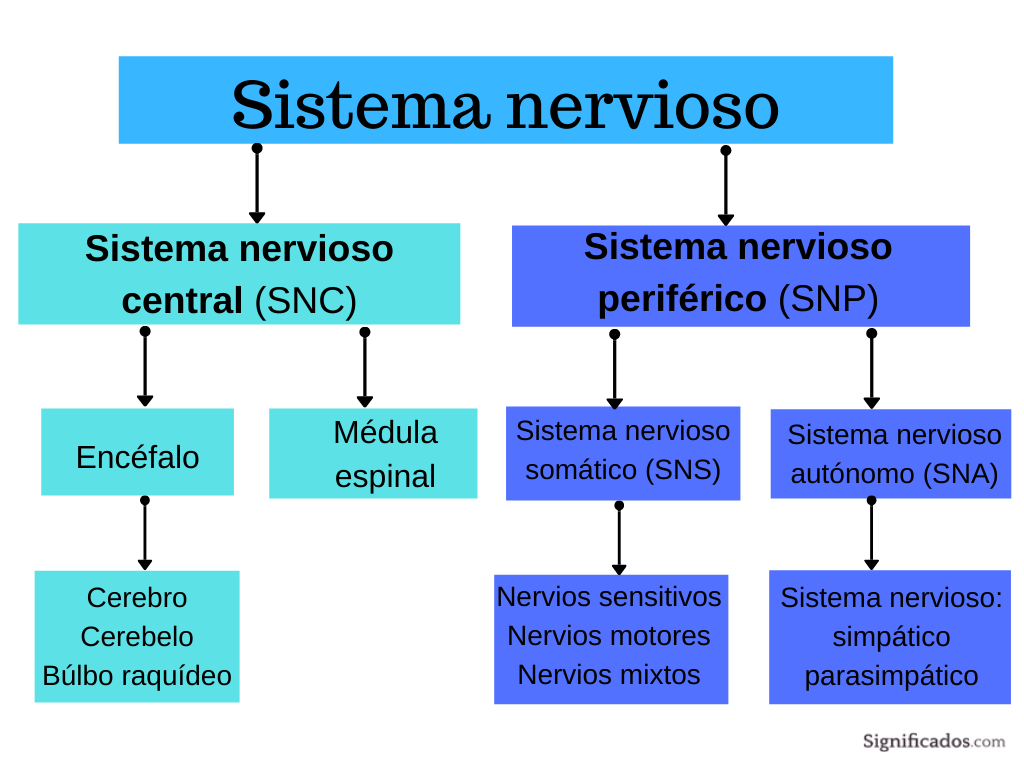 Sistema nervioso
Sistema nervioso
central (SNC)
Sistema nervioso
periférico (SNP)
Encéfalo
Médula
espinal
Sistema nervioso
somático (SNS)
Sistema nervioso
autónomo (SNA)
Cerebro
Cerebelo
Búlbo raquídeo
Nervios sensitivos
Nervios motores
Nervios mixtos
Sistema nervioso:
simpático
parasimpático
Significados.com